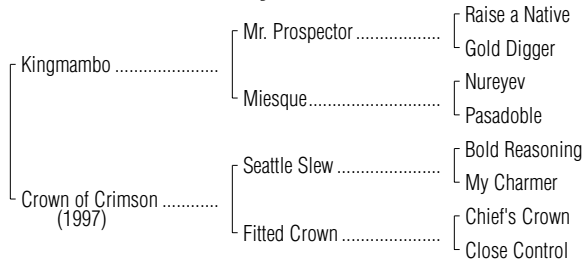 Raise a Native
Mr. Prospector ..................
Gold Digger
Kingmambo ......................
Nureyev
Miesque............................
Pasadoble
Bold Reasoning
Seattle Slew ......................
My Charmer
Crown of Crimson ............
(1997)
Chief's Crown
Fitted Crown .....................
Close Control